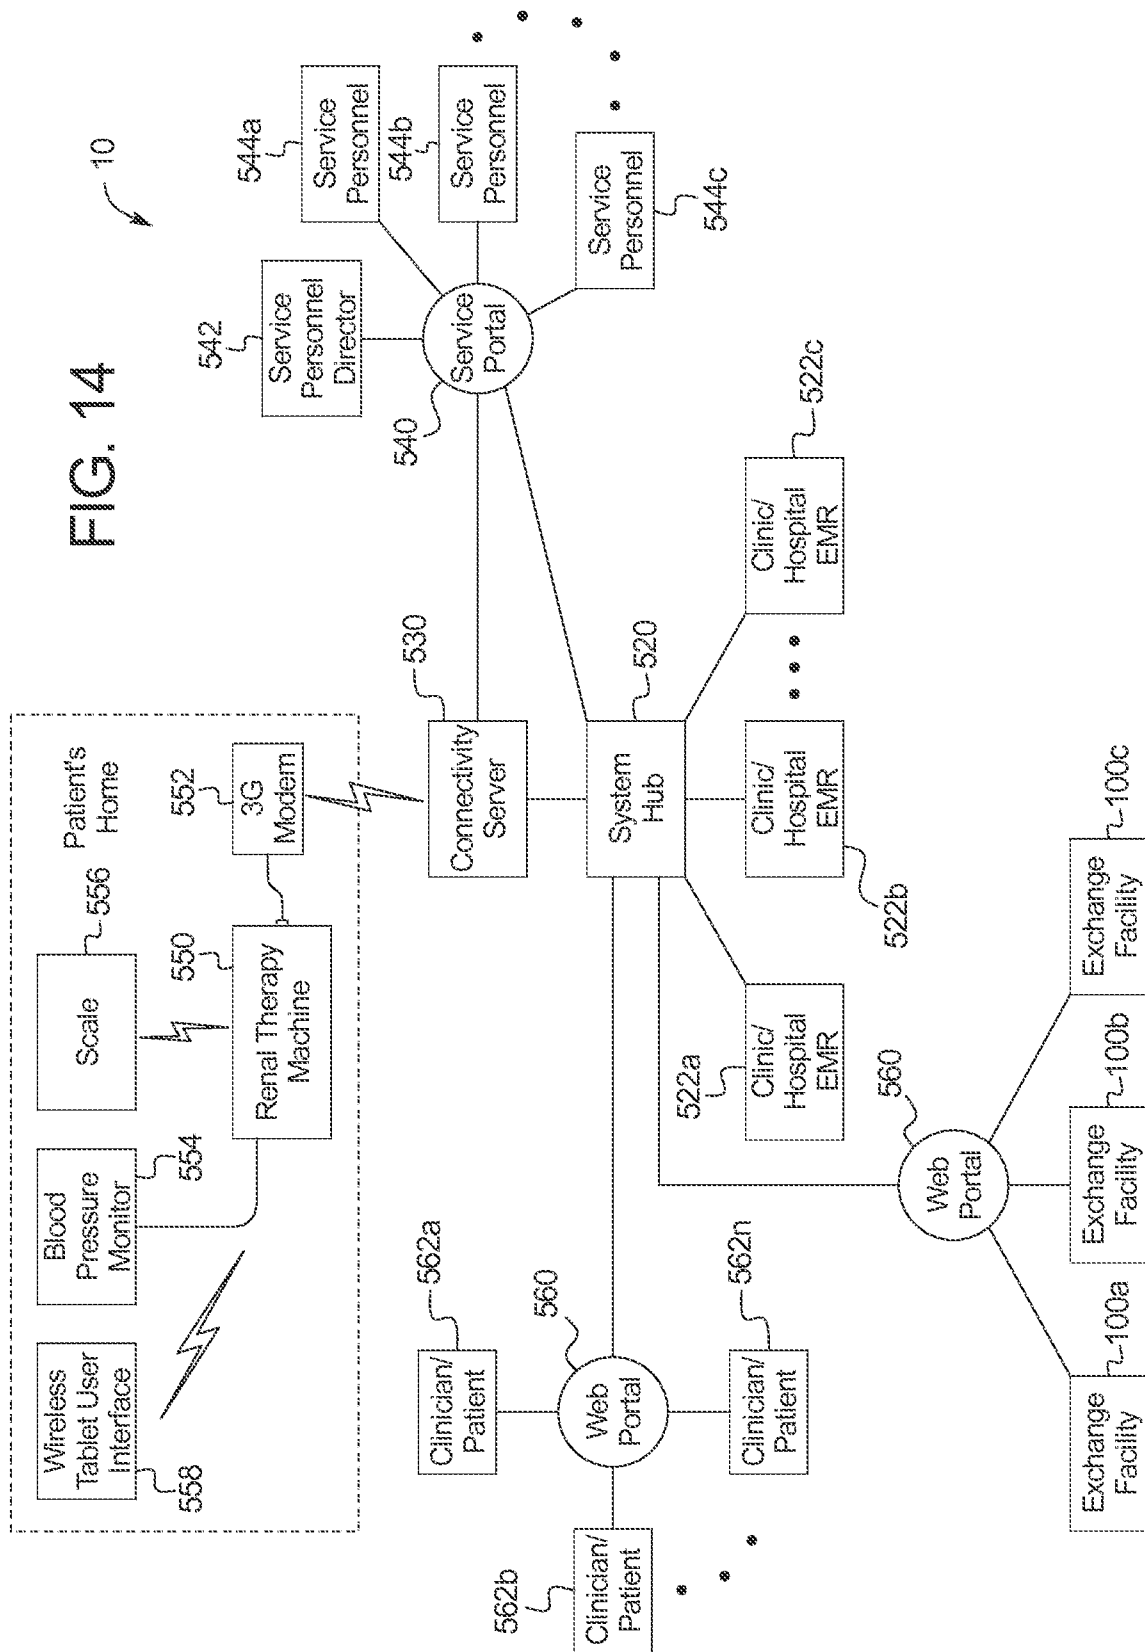 FIG. 14
10
Patient's
Home
Wireless
Tablet User
Interface
558
Blood
Pressure
Monitor
554
Scale
556
Renal Therapy
Machine
550
3G
Modem
552
Connectivity
Server
530
System
Hub
520
Service
Portal
540
Service
Personnel
Director
542
Service
Personnel
544a
Service
Personnel
544b
Service
Personnel
544c
Clinic/
Hospital
EMR
522a
Clinic/
Hospital
EMR
522b
Clinic/
Hospital
EMR
522c
Web
Portal
560
Clinician/
Patient
562a
Clinician/
Patient
562b
Clinician/
Patient
562n
Web
Portal
560
Exchange
Facility
100a
Exchange
Facility
100b
Exchange
Facility
100c